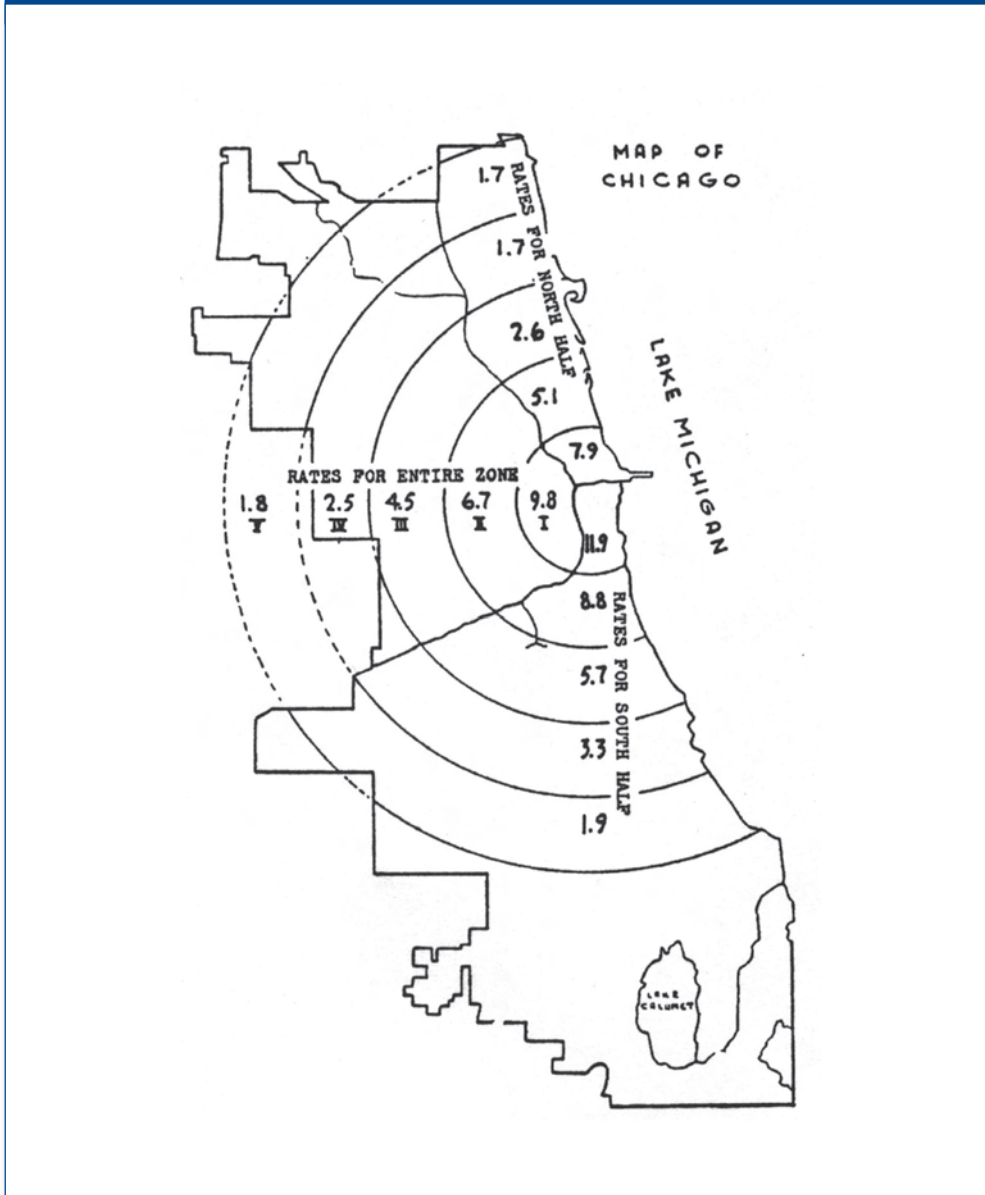 MAP OF
CHICAGO
RATES FOR NORTH HALF
1.7
1.7
2.6
5.1
7.9
LAKE MICHIGAN
RATES FOR ENTIRE ZONE
1.8 2.5 4.5 6.7 9.8
V IV III II I
11.9
8.8
5.7
3.3
1.9
RATES FOR SOUTH HALF
LAKE
CALUMET